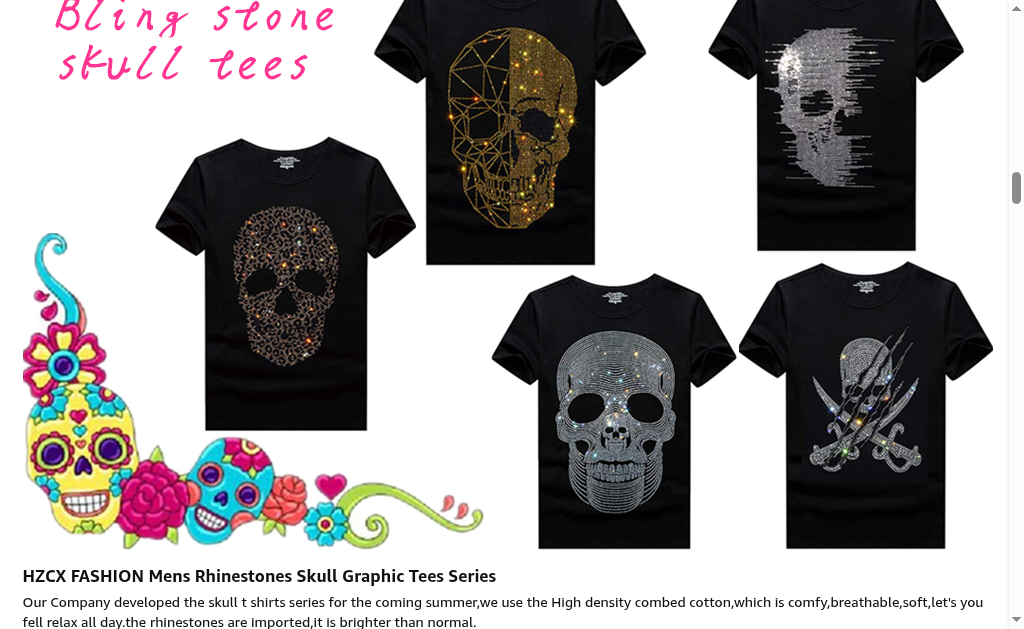 Bling stone
skull tees
HZCX FASHION Mens Rhinestones Skull Graphic Tees Series
Our Company developed the skull t shirts series for the coming summer,we use the High density combed cotton,which is comfy,breathable,soft,let's you
fell relax all day.the rhinestones are imported,it is brighter than normal.